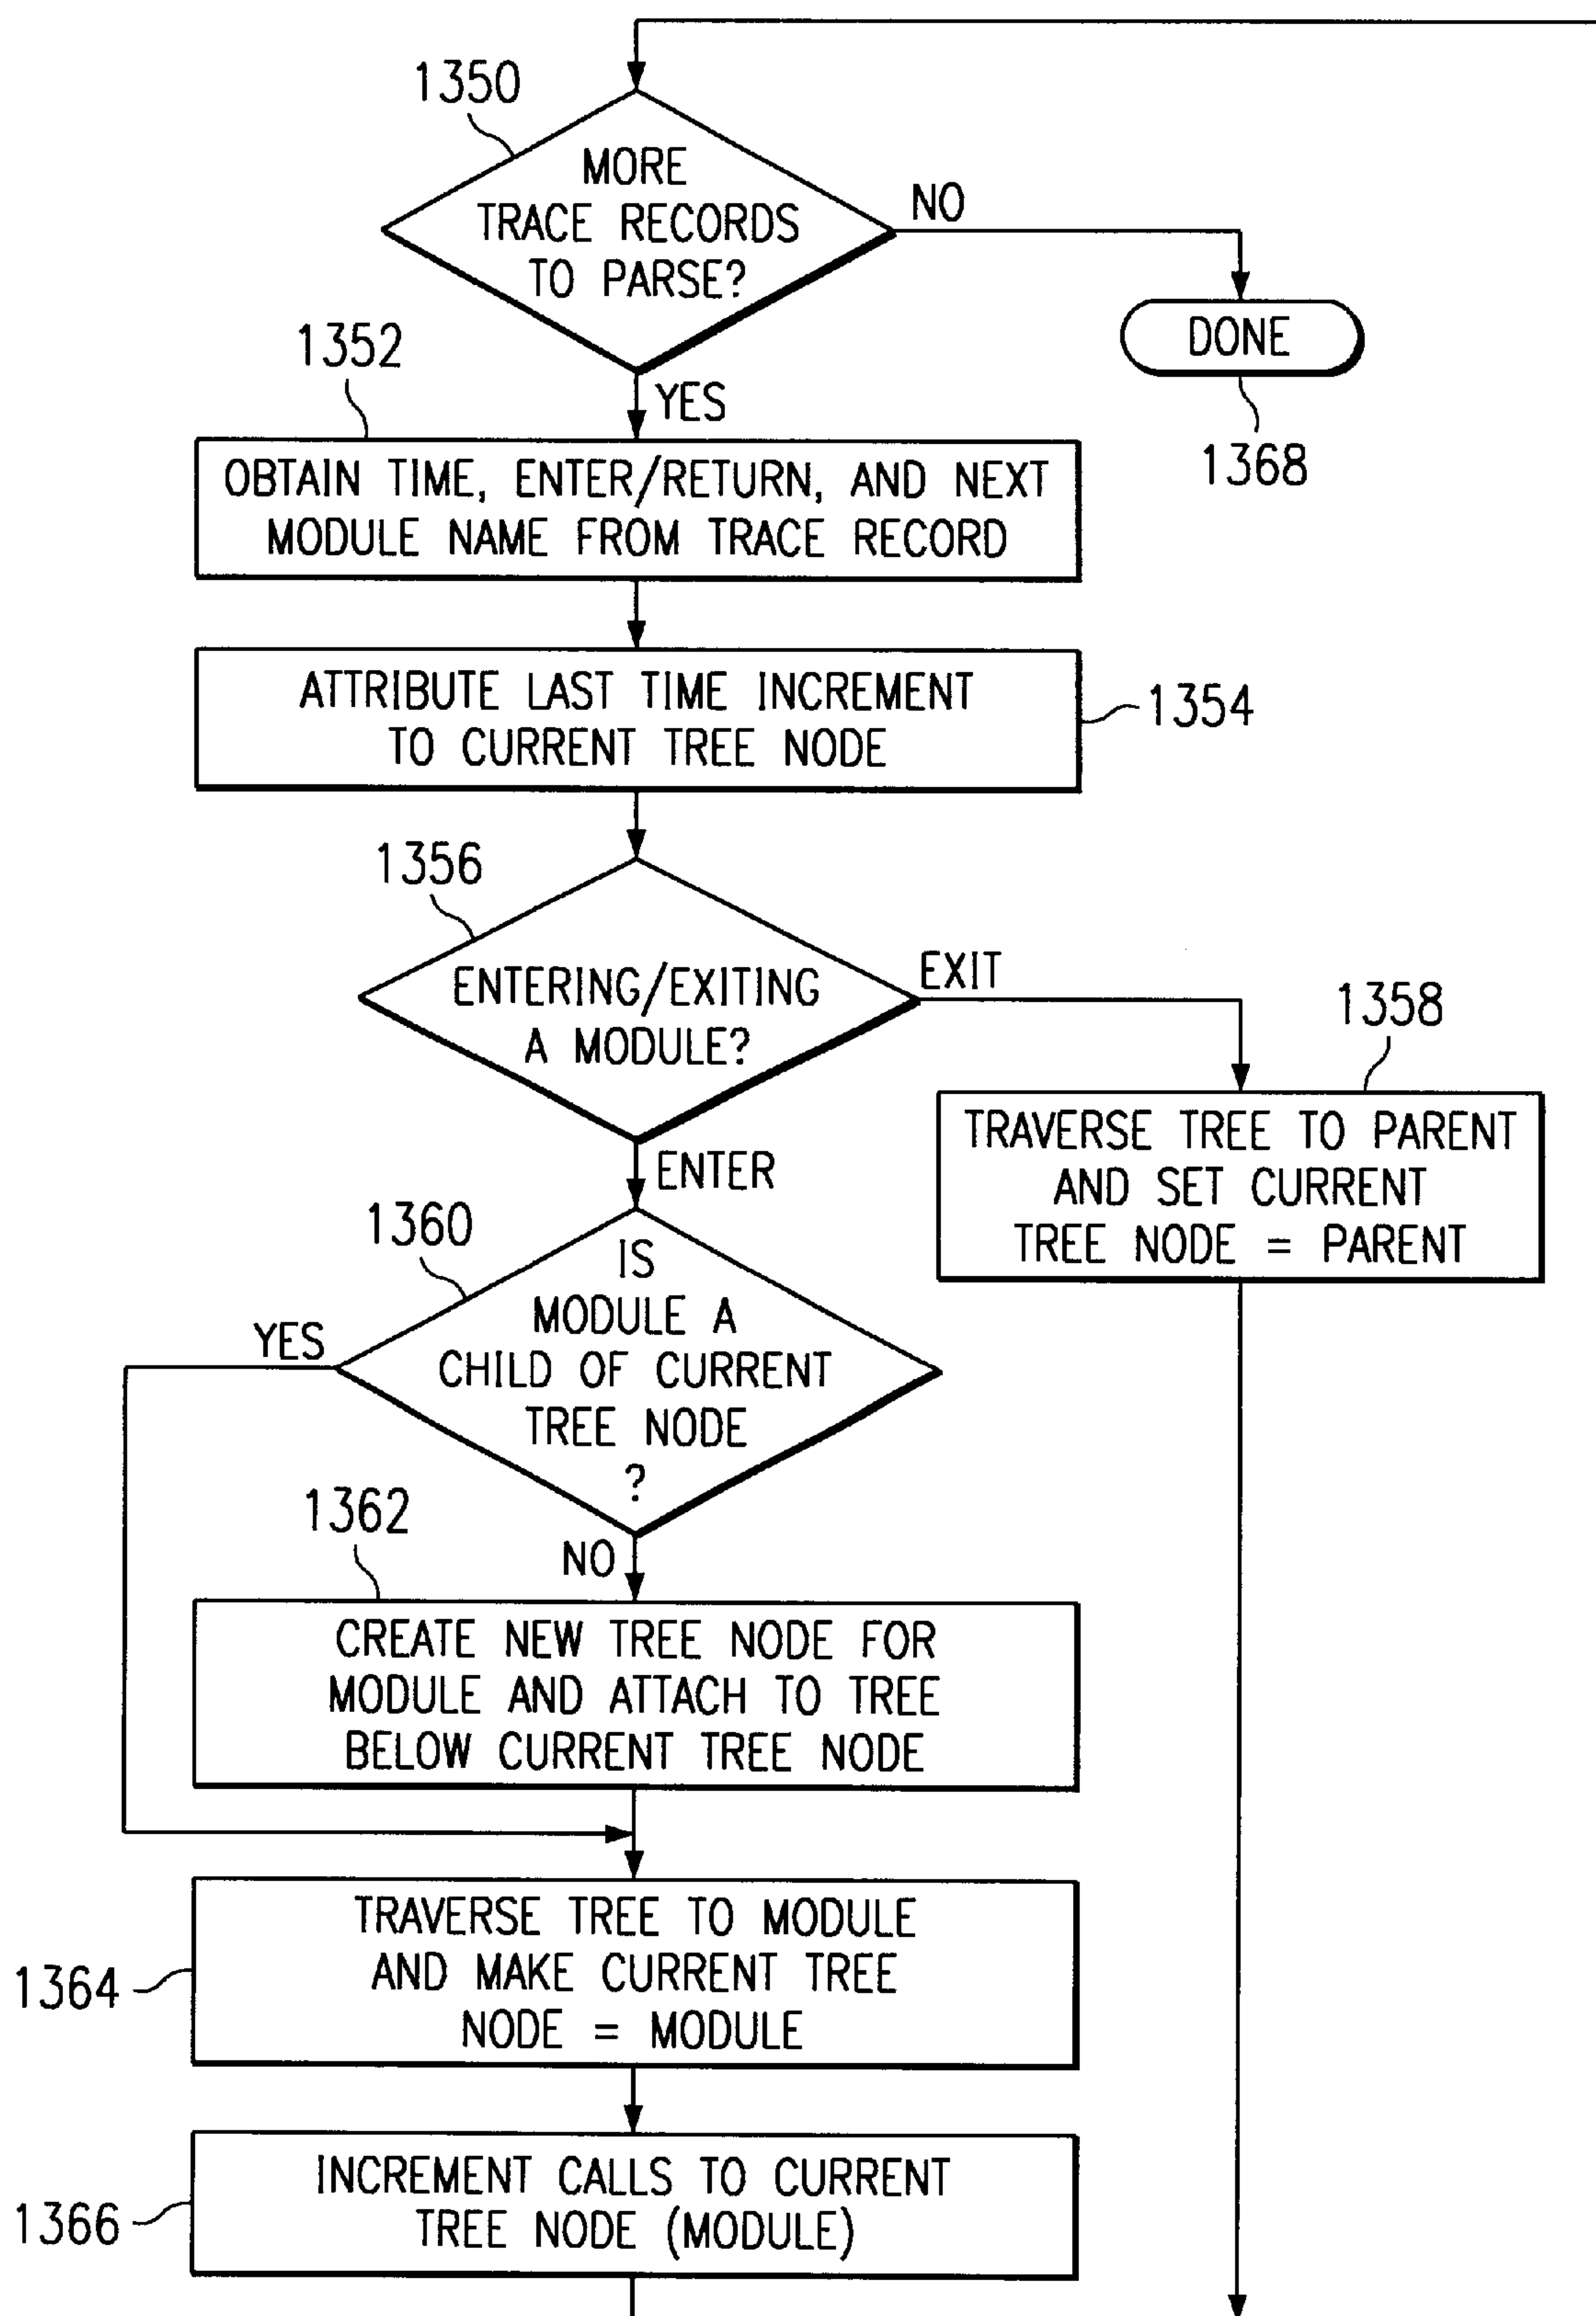 1350
MORE
TRACE RECORDS
TO PARSE?
NO
DONE
1368
YES
1352
OBTAIN TIME, ENTER/RETURN, AND NEXT
MODULE NAME FROM TRACE RECORD
ATTRIBUTE LAST TIME INCREMENT
TO CURRENT TREE NODE
1354
1356
ENTERING/EXITING
A MODULE?
EXIT
1358
TRAVERSE TREE TO PARENT
AND SET CURRENT
TREE NODE = PARENT
ENTER
1360
IS
MODULE A
CHILD OF CURRENT
TREE NODE
?
YES
NO
1362
CREATE NEW TREE NODE FOR
MODULE AND ATTACH TO TREE
BELOW CURRENT TREE NODE
1364
TRAVERSE TREE TO MODULE
AND MAKE CURRENT TREE
NODE = MODULE
1366
INCREMENT CALLS TO CURRENT
TREE NODE (MODULE)